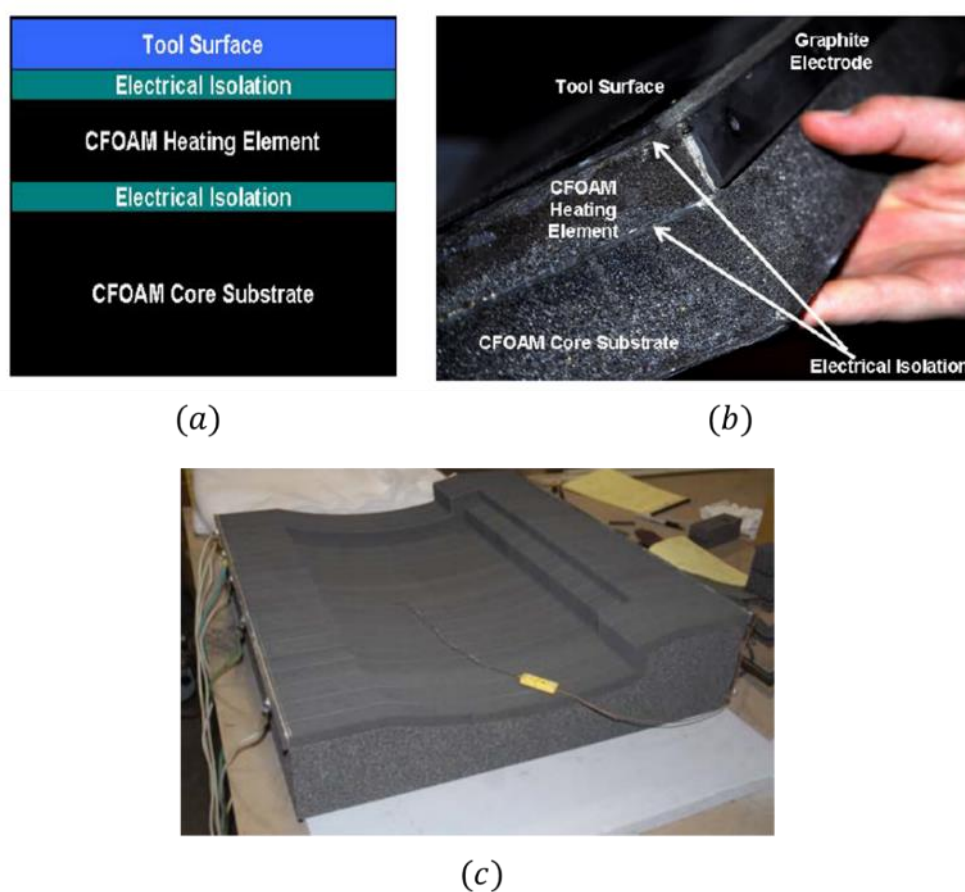 Tool Surface
Electrical Isolation
CFOAM Heating Element
Electrical Isolation
CFOAM Core Substrate
(a)
Graphite
Electrode
Tool Surface
CFOAM
Heating
Element
CFOAM Core Substrate
Electrical Isolation
(b)
(c)